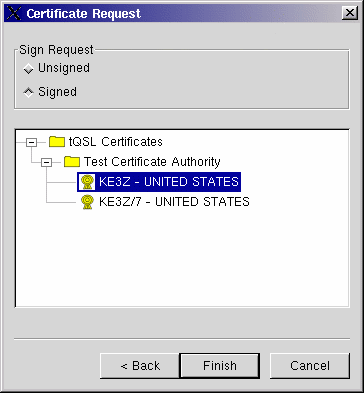 Certificate Request
Sign Request
Unsigned
Signed
tQSL Certificates
Test Certificate Authority
KE3Z - UNITED STATES
KE3Z/7 - UNITED STATES
< Back
Finish
Cancel